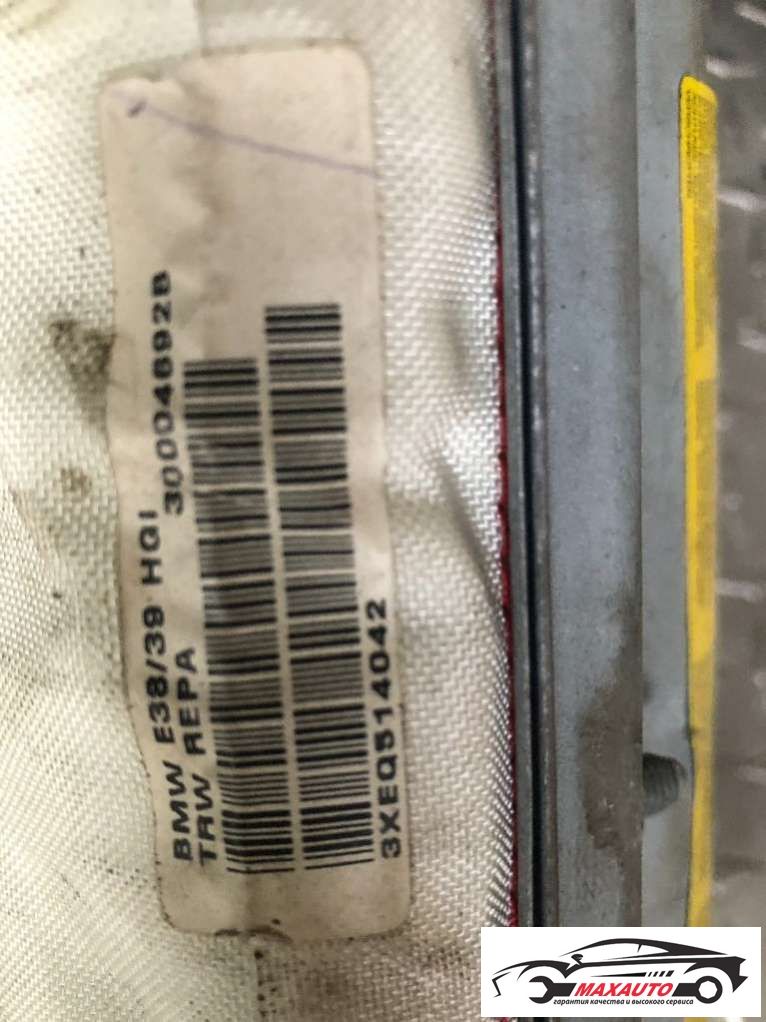 BMW E38/39 HGI
TRW REPA
30004692B
3XEQ514042
MAXAUTO
гарантия качества и высокого сервиса